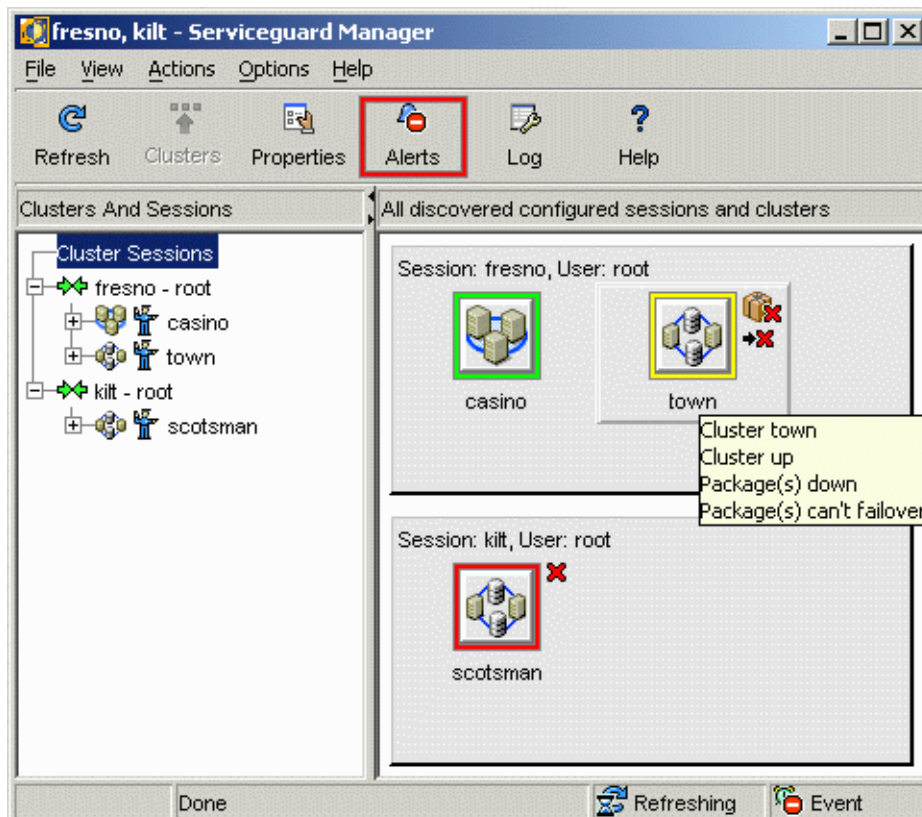 fresno, kilt - Serviceguard Manager
File View Actions Options Help
Refresh Clusters Properties Alerts Log Help
Clusters And Sessions
Cluster Sessions
fresno - root
casino
town
kilt - root
scotsman
All discovered configured sessions and clusters
Session: fresno, User: root
casino
town
Cluster town
Cluster up
Package(s) down
Package(s) can't failover
Session: kilt, User: root
scotsman
Done
Refreshing
Event